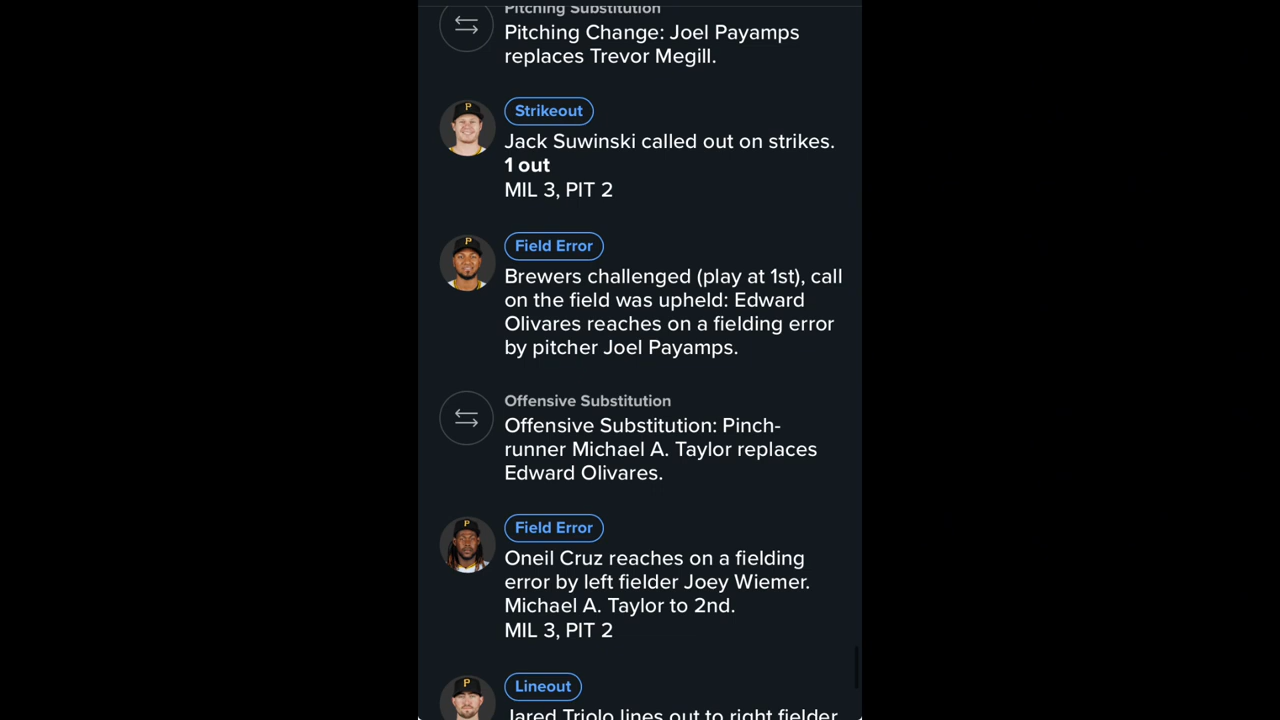 Pitching Substitution
Pitching Change: Joel Payamps
replaces Trevor Megill.
Strikeout
Jack Suwinski called out on strikes.
1 out
MIL 3, PIT 2
Field Error
Brewers challenged (play at 1st), call
on the field was upheld: Edward
Olivares reaches on a fielding error
by pitcher Joel Payamps.
Offensive Substitution
Offensive Substitution: Pinch-
runner Michael A. Taylor replaces
Edward Olivares.
Field Error
Oneil Cruz reaches on a fielding
error by left fielder Joey Wiemer.
Michael A. Taylor to 2nd.
MIL 3, PIT 2
Lineout
Jared Triolo lines out to right fielder